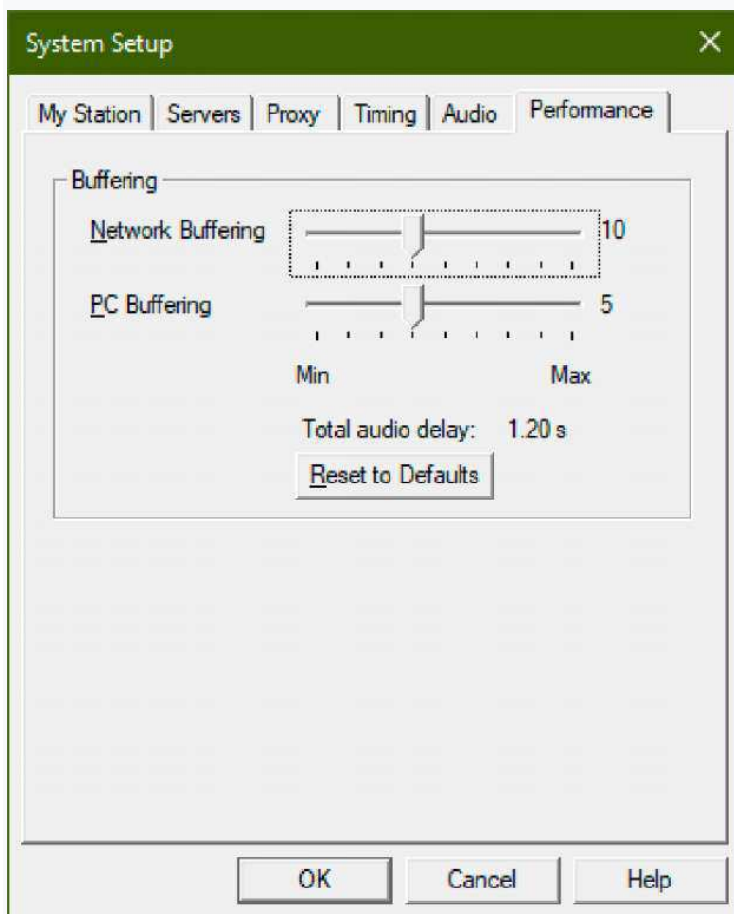 System Setup
My Station Servers Proxy Timing Audio Performance
Buffering
Network Buffering 10
PC Buffering 5
Min Max
Total audio delay: 1.20 s
Reset to Defaults
OK Cancel Help